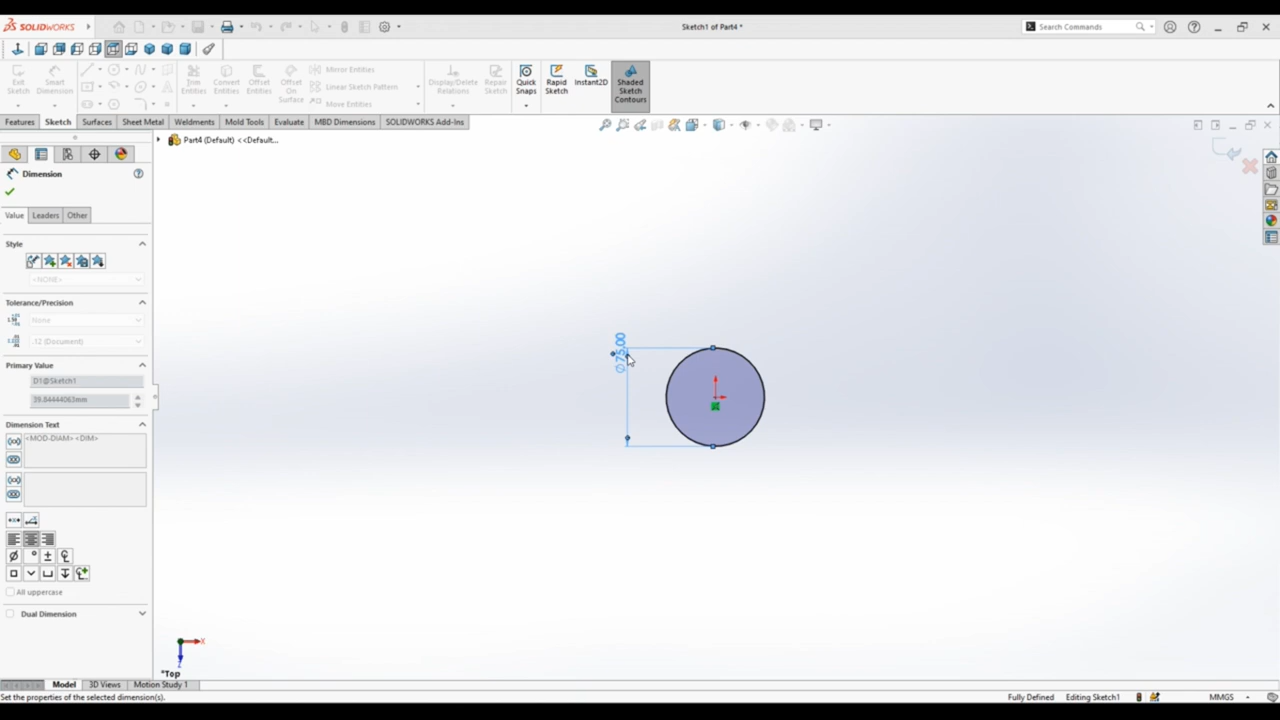 SOLIDWORKS
Sketch1 of Part4 *
Search Commands
Exit Sketch
Smart Dimension
Trim Entities
Convert Entities
Offset Entities
Offset On Surface
Mirror Entities
Linear Sketch Pattern
Move Entities
Display/Delete Relations
Repair Sketch
Quick Snaps
Rapid Sketch
Instant2D
Shaded Sketch Contours
Features Sketch Surfaces Sheet Metal Weldments Mold Tools Evaluate MBD Dimensions SOLIDWORKS Add-Ins
Part4 (Default) <<Default...
Dimension
Value Leaders Other
Style
<NONE>
Tolerance/Precision
None
.12 (Document)
Primary Value
D1@Sketch1
39.84444063mm
Dimension Text
<MOD-DIAM><DIM>
All uppercase
Dual Dimension
∅75.00
X
Z
*Top
Model 3D Views Motion Study 1
Set the properties of the selected dimension(s).
Fully Defined Editing Sketch1 MMGS